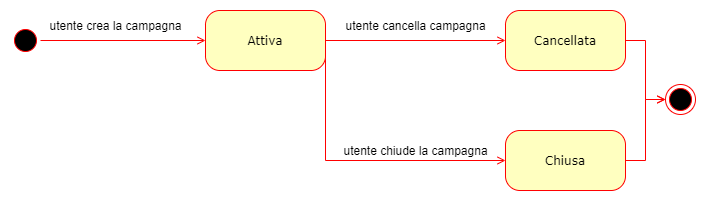 utente crea la campagna
Attiva
utente cancella campagna
Cancellata
utente chiude la campagna
Chiusa